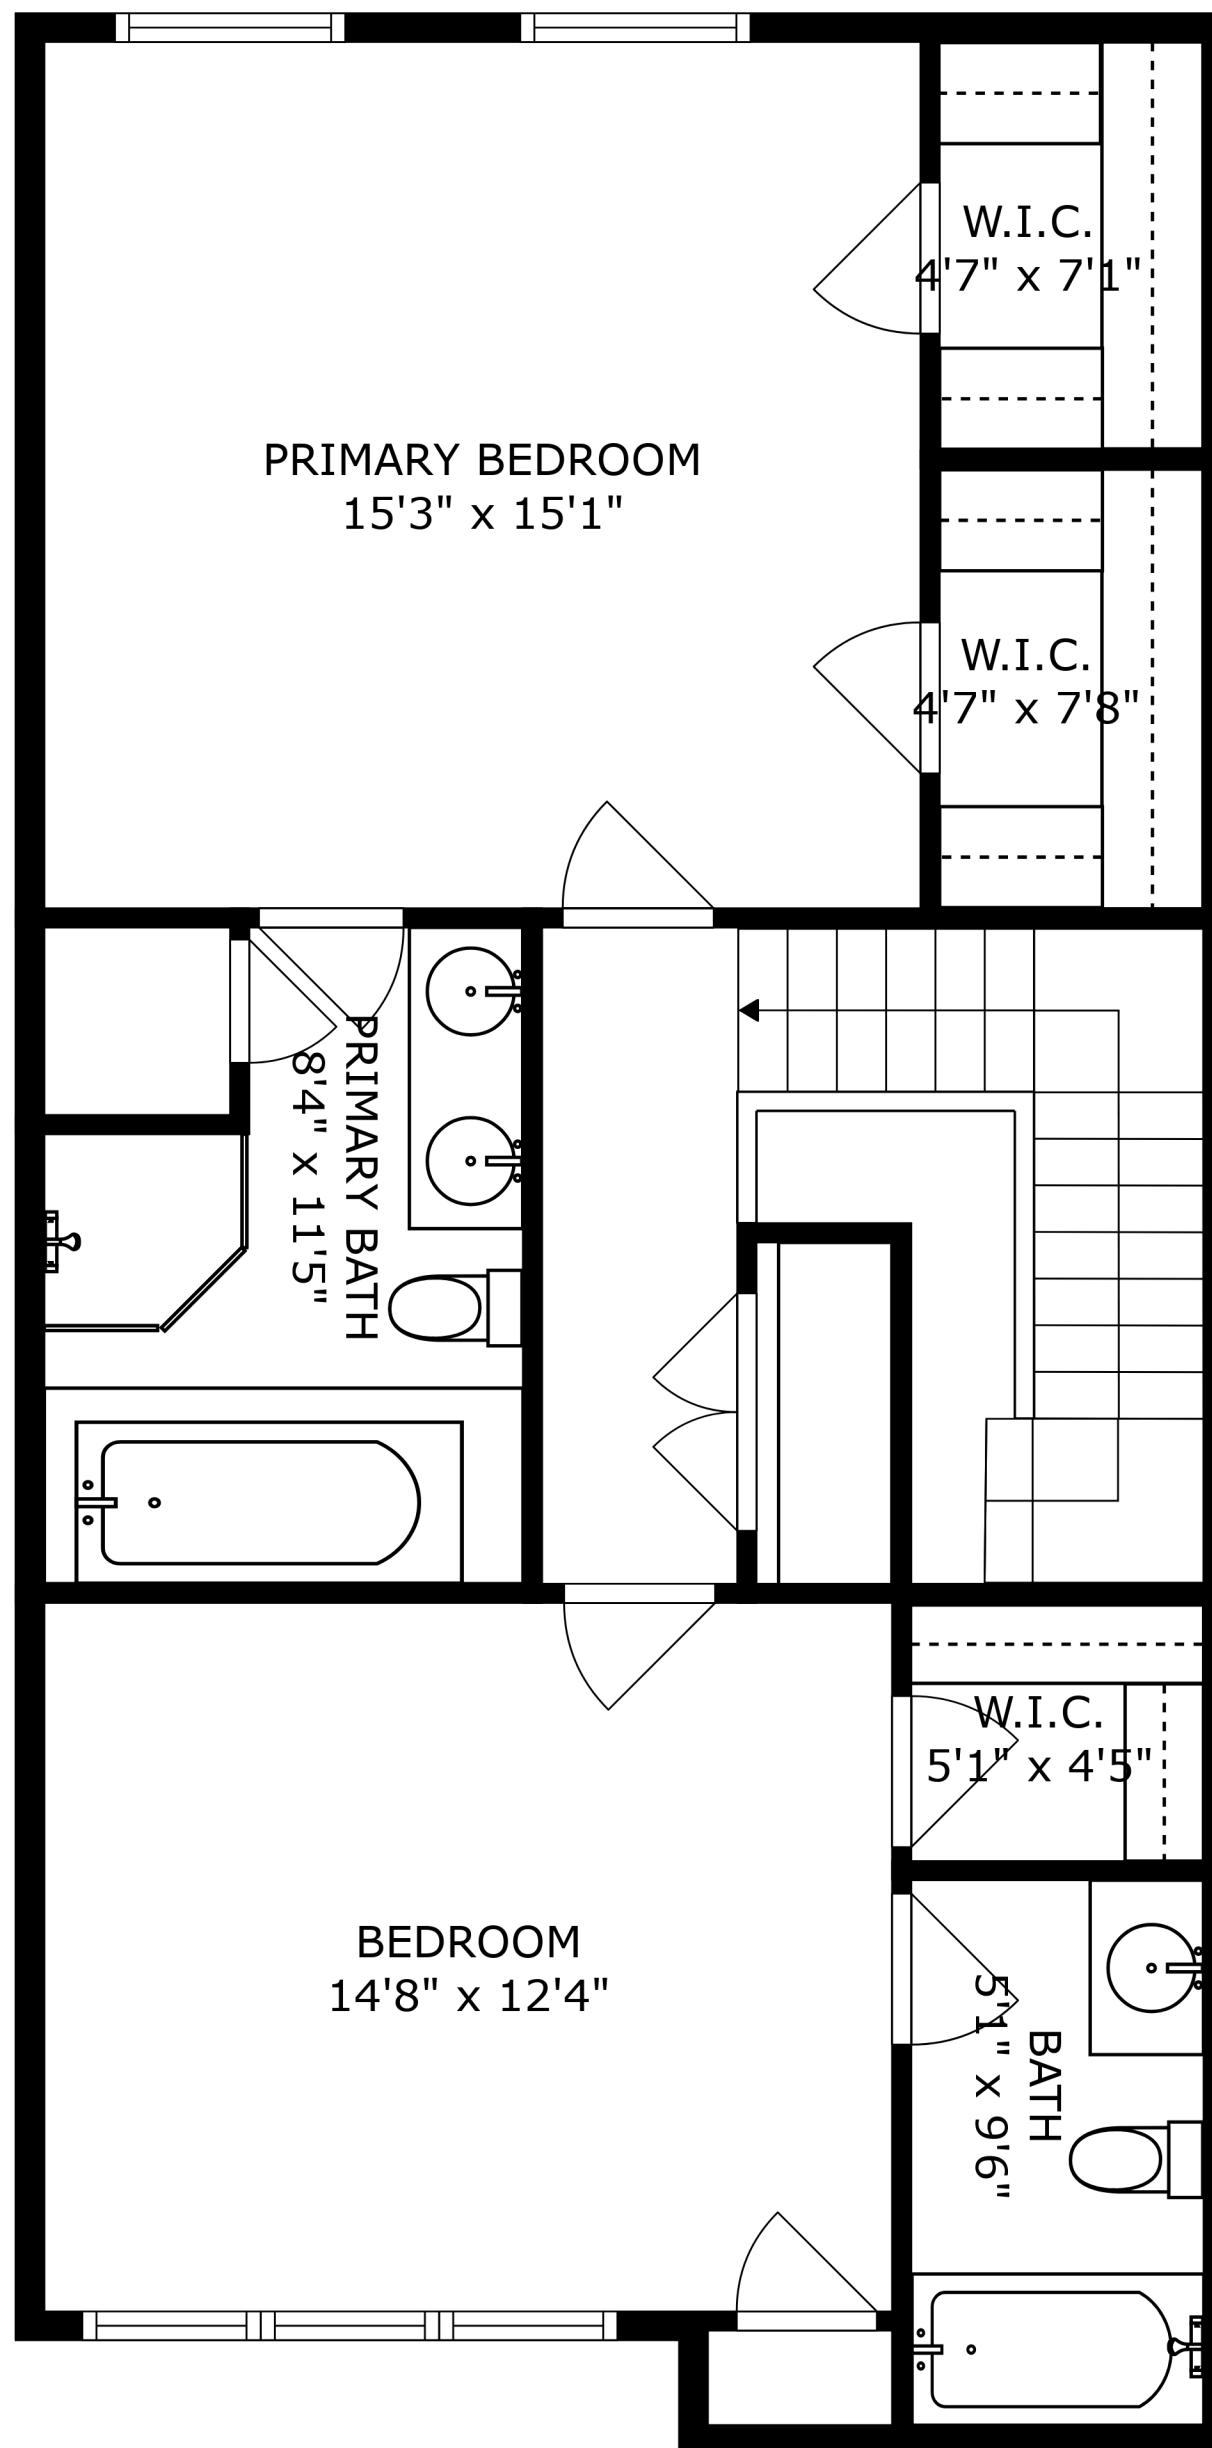 W.I.C.
4'7" x 7'1"
PRIMARY BEDROOM
15'3" x 15'1"
W.I.C.
4'7" x 7'8"
PRIMARY BATH
8'4" x 11'5"
W.I.C.
5'1" x 4'5"
BEDROOM
14'8" x 12'4"
BATH
5'1" x 9'6"